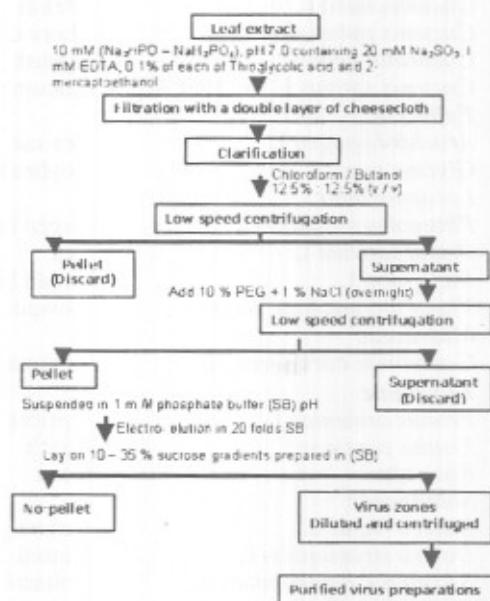 Leaf extract
10 mM (Na₂HPO – NaH₂PO₄), pH 7.0 containing 20 mM Na₂SO₃, I
mM EDTA, 0.1% of each of Thioglycolic acid and 2-
mercaptoethanol
Filtration with a double layer of cheesecloth
Clarification
Chloroform / Butanol
12.5% : 12.5% (v / v)
Low speed centrifugation
Pellet
(Discard)
Supernatant
Add 10 % PEG + 1 % NaCl (overnight)
Low speed centrifugation
Pellet
Supernatant
(Discard)
Suspended in 1 m M phosphate buffer (SB) pH
Electro- elution in 20 folds SB
Lay on 10 – 35 % sucrose gradients prepared in (SB)
No-pellet
Virus zones
Diluted and centrifuged
Purified virus preparations